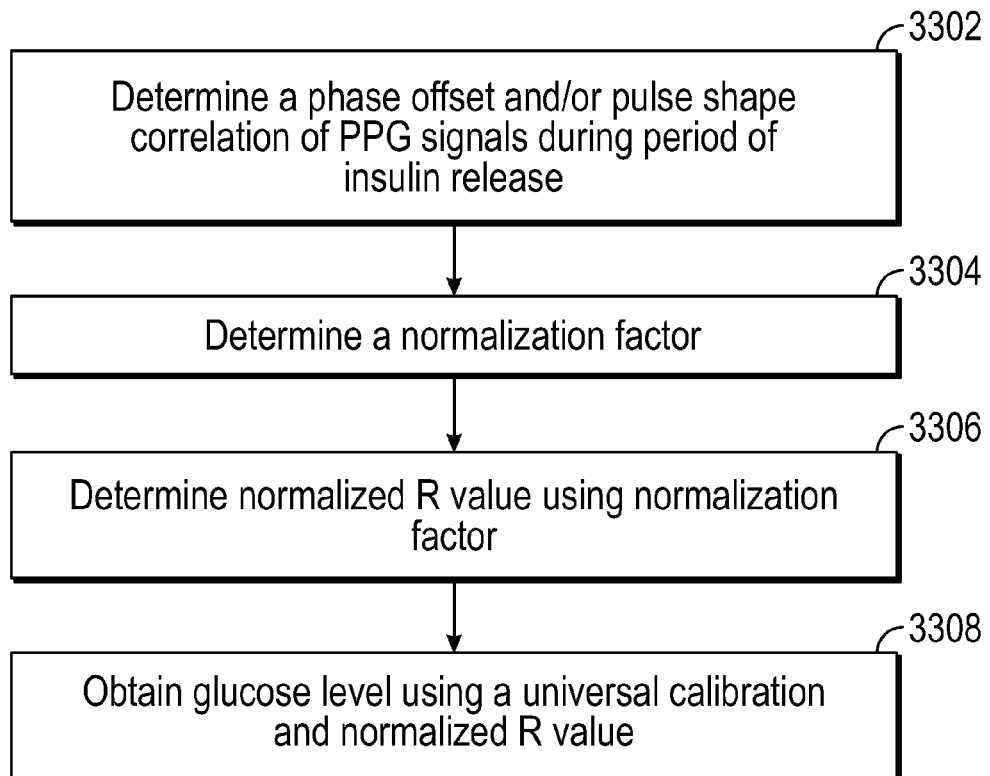 3302
Determine a phase offset and/or pulse shape
correlation of PPG signals during period of
insulin release
3304
Determine a normalization factor
3306
Determine normalized R value using normalization
factor
3308
Obtain glucose level using a universal calibration
and normalized R value